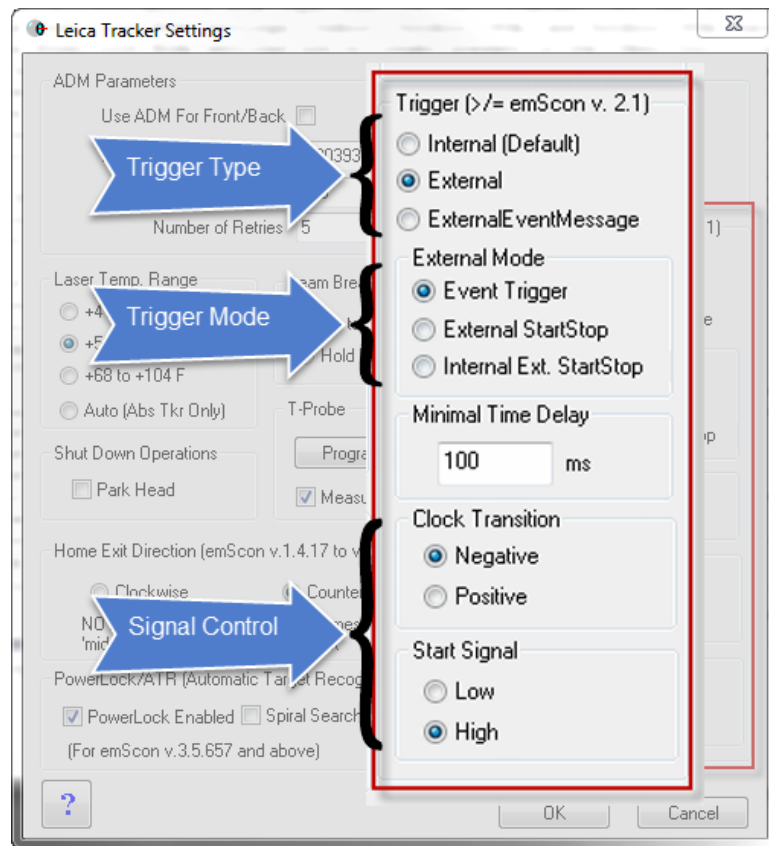 Leica Tracker Settings
ADM Parameters
Use ADM For Front/Back
Trigger Type
Number of Retries 5
Laser Temp. Range
Trigger Mode
+68 to +104 F
Auto (Abs Tkr Only)
T-Probe
Shut Down Operations
Park Head
Home Exit Direction (emScon v.1.4.17 to
Clockwise
Signal Control
PowerLock/ATR (Automatic Target
PowerLock Enabled
Spiral Search
(For emScon v.3.5.657 and above)
Trigger (>/= emScon v. 2.1)
Internal (Default)
External
ExternalEventMessage
External Mode
Event Trigger
External StartStop
Internal Ext. StartStop
Minimal Time Delay
100 ms
Clock Transition
Negative
Positive
Start Signal
Low
High
1)
?
OK
Cancel